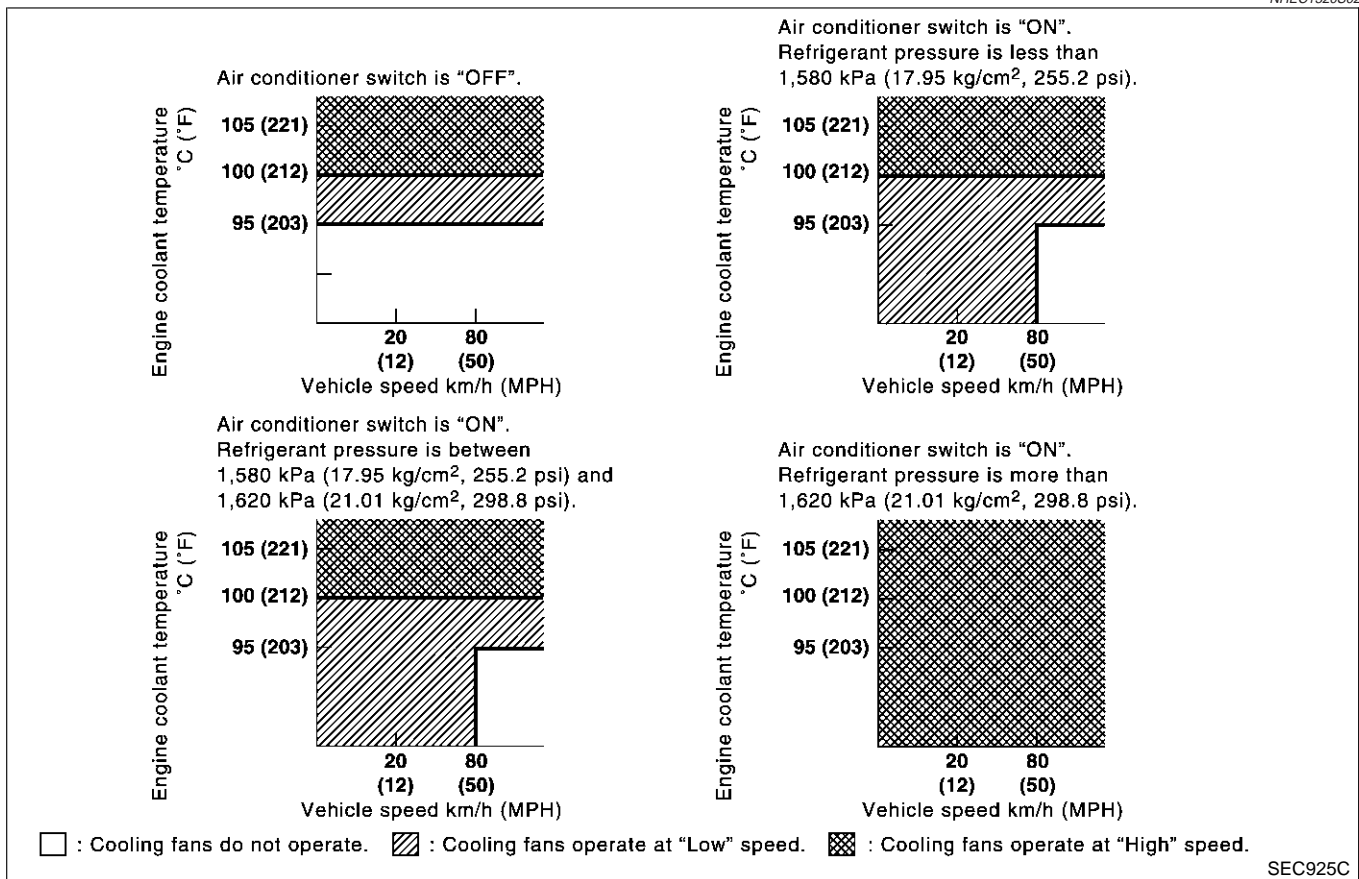 Air conditioner switch is “OFF”.
Engine coolant temperature
°C (°F)
105 (221)
100 (212)
95 (203)
20
80
(12)
(50)
Vehicle speed km/h (MPH)
Air conditioner switch is “ON”.
Refrigerant pressure is less than
1,580 kPa (17.95 kg/cm², 255.2 psi).
Engine coolant temperature
°C (°F)
105 (221)
100 (212)
95 (203)
20
80
(12)
(50)
Vehicle speed km/h (MPH)
Air conditioner switch is “ON”.
Refrigerant pressure is between
1,580 kPa (17.95 kg/cm², 255.2 psi) and
1,620 kPa (21.01 kg/cm², 298.8 psi).
Engine coolant temperature
°C (°F)
105 (221)
100 (212)
95 (203)
20
80
(12)
(50)
Vehicle speed km/h (MPH)
Air conditioner switch is “ON”.
Refrigerant pressure is more than
1,620 kPa (21.01 kg/cm², 298.8 psi).
Engine coolant temperature
°C (°F)
105 (221)
100 (212)
95 (203)
20
80
(12)
(50)
Vehicle speed km/h (MPH)
: Cooling fans do not operate.
: Cooling fans operate at “Low” speed.
: Cooling fans operate at “High” speed.
SEC925C